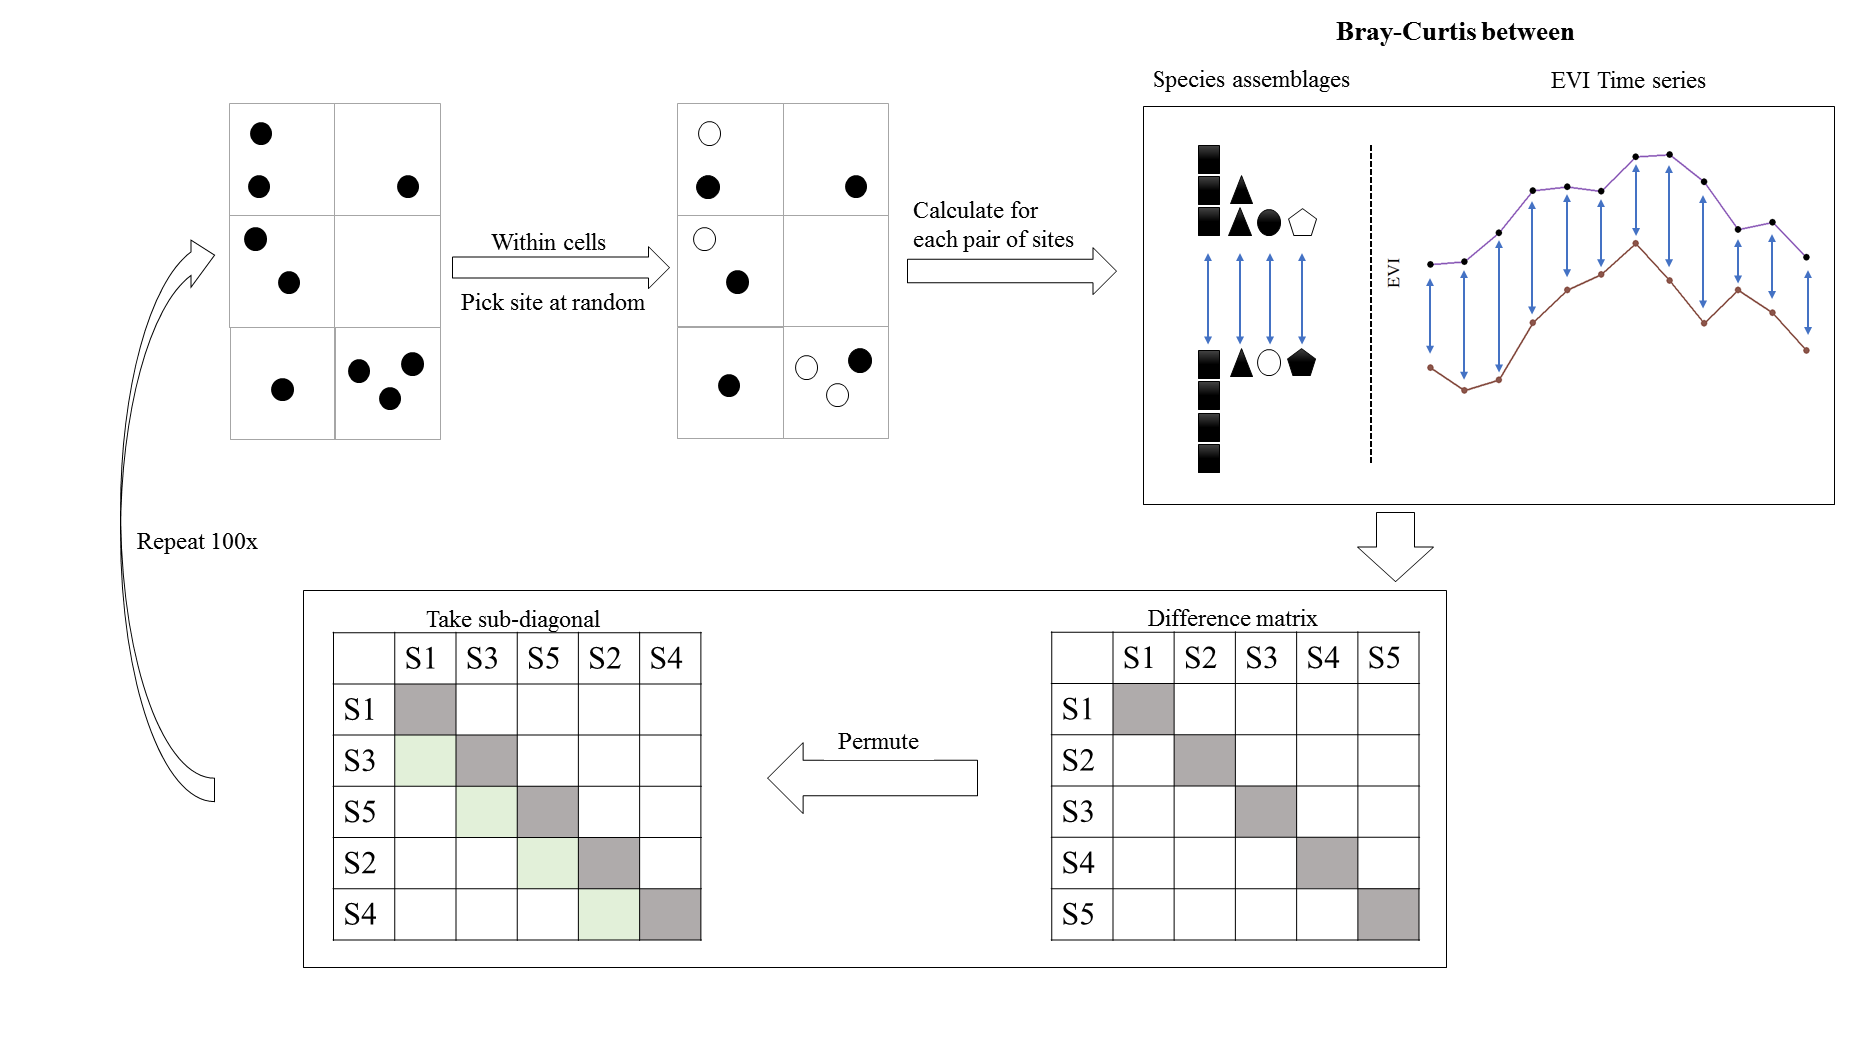 Bray-Curtis between
Species assemblages
EVI Time series
Within cells
Pick site at random
Calculate for
each pair of sites
EVI
Repeat 100x
Take sub-diagonal
S1 S3 S5 S2 S4
S1
S3
S5
S2
S4
Permute
Difference matrix
S1 S2 S3 S4 S5
S1
S2
S3
S4
S5